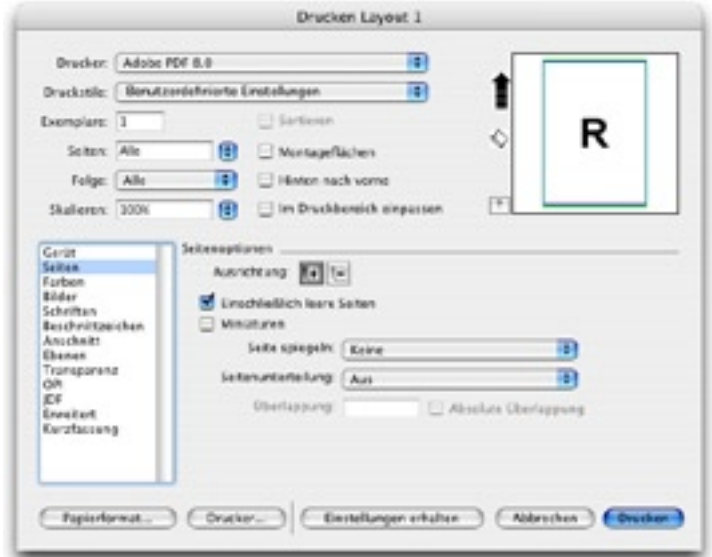 Drucken Layout 1
Drucker: Adobe PDF 8.0
Druckstile: Benutzerdefinierte Einstellungen
Exemplare: 1 Sortieren
Seiten: Alle Montageflächen
Folge: Alle Hinten nach vorne
Skalieren: 100% Im Druckbereich einpassen
R
?
Gerät
Seiten
Farben
Bilder
Schriften
Beschnittzeichen
Anschnitt
Ebenen
Transparenz
OPI
JDF
Erweitert
Kurzfassung
Seitenoptionen
Ausrichtung:
Einschließlich leere Seiten
Miniaturen
Seite spiegeln: Keine
Seitenunterteilung: Aus
Überlappung: Absolute Überlappung
Papierformat... Drucker... Einstellungen erhalten Abbrechen Drucken